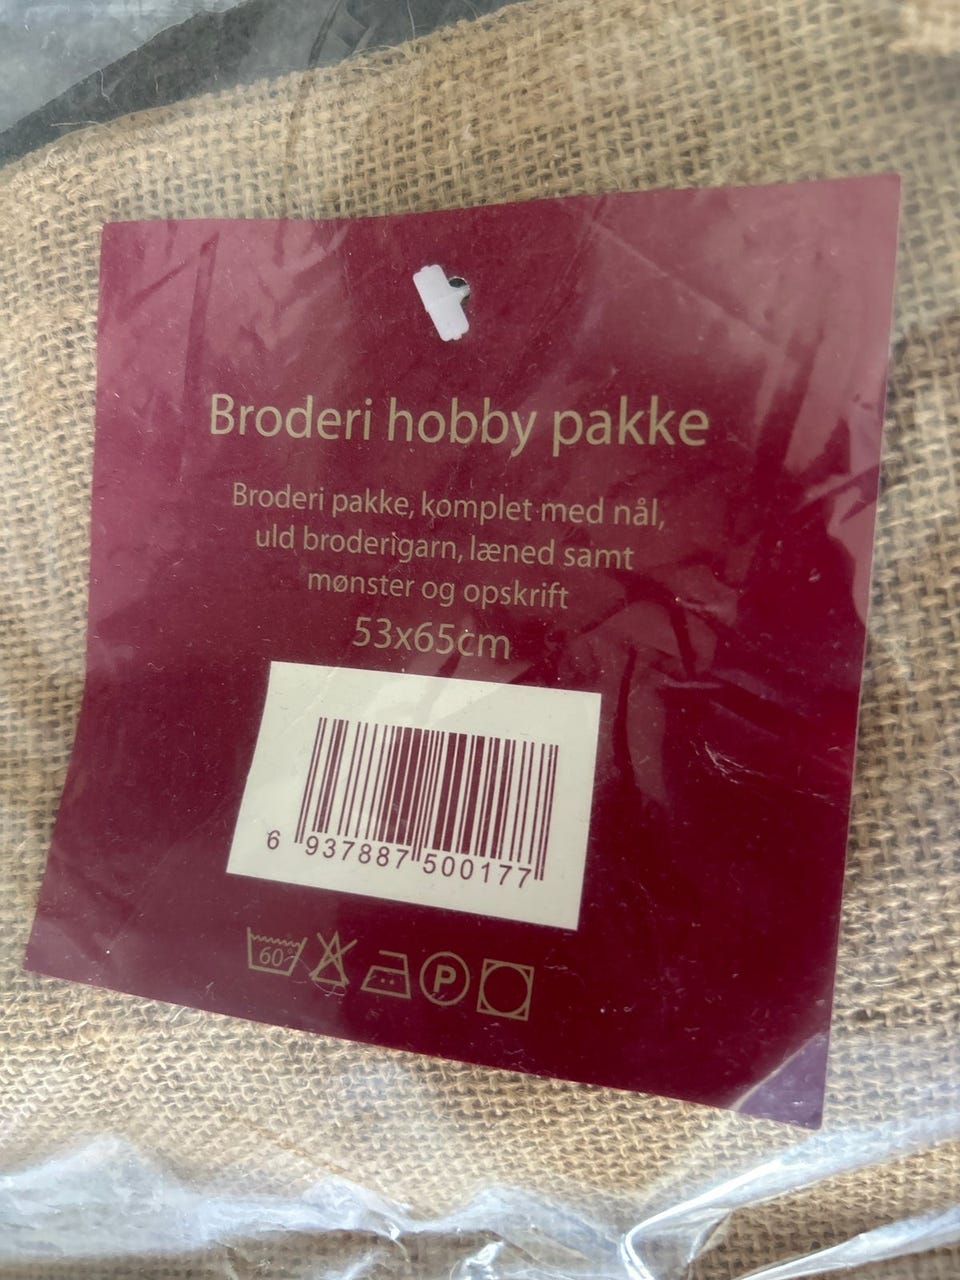 Broderi hobby pakke
Broderi pakke, komplet med nål,
uld broderigarn, læned samt
mønster og opskrift
53x65cm
6 937887 500177
60° P